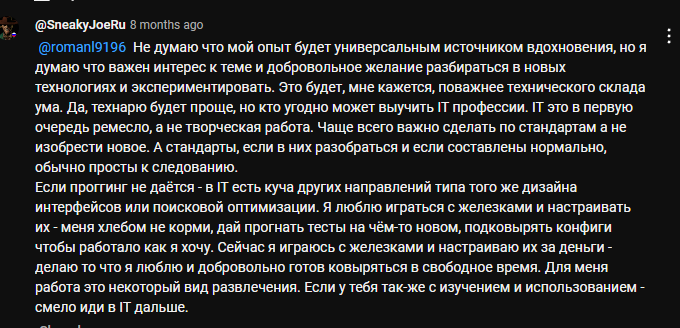 @SneakyJoeRu 8 months ago
@romanl9196 Не думаю что мой опыт будет универсальным источником вдохновения, но я
думаю что важен интерес к теме и добровольное желание разбираться в новых
технологиях и экспериментировать. Это будет, мне кажется, поважнее технического склада
ума. Да, технарю будет проще, но кто угодно может выучить IT профессии. IT это в первую
очередь ремесло, а не творческая работа. Чаще всего важно сделать по стандартам а не
изобрести новое. А стандарты, если в них разобраться и если составлены нормально,
обычно просты к следованию.
Если проггинг не даётся - в IT есть куча других направлений типа того же дизайна
интерфейсов или поисковой оптимизации. Я люблю играться с железками и настраивать
их - меня хлебом не корми, дай прогнать тесты на чём-то новом, подковырять конфиги
чтобы работало как я хочу. Сейчас я играюсь с железками и настраиваю их за деньги -
делаю то что я люблю и добровольно готов ковыряться в свободное время. Для меня
работа это некоторый вид развлечения. Если у тебя так-же с изучением и использованием -
смело иди в IT дальше.